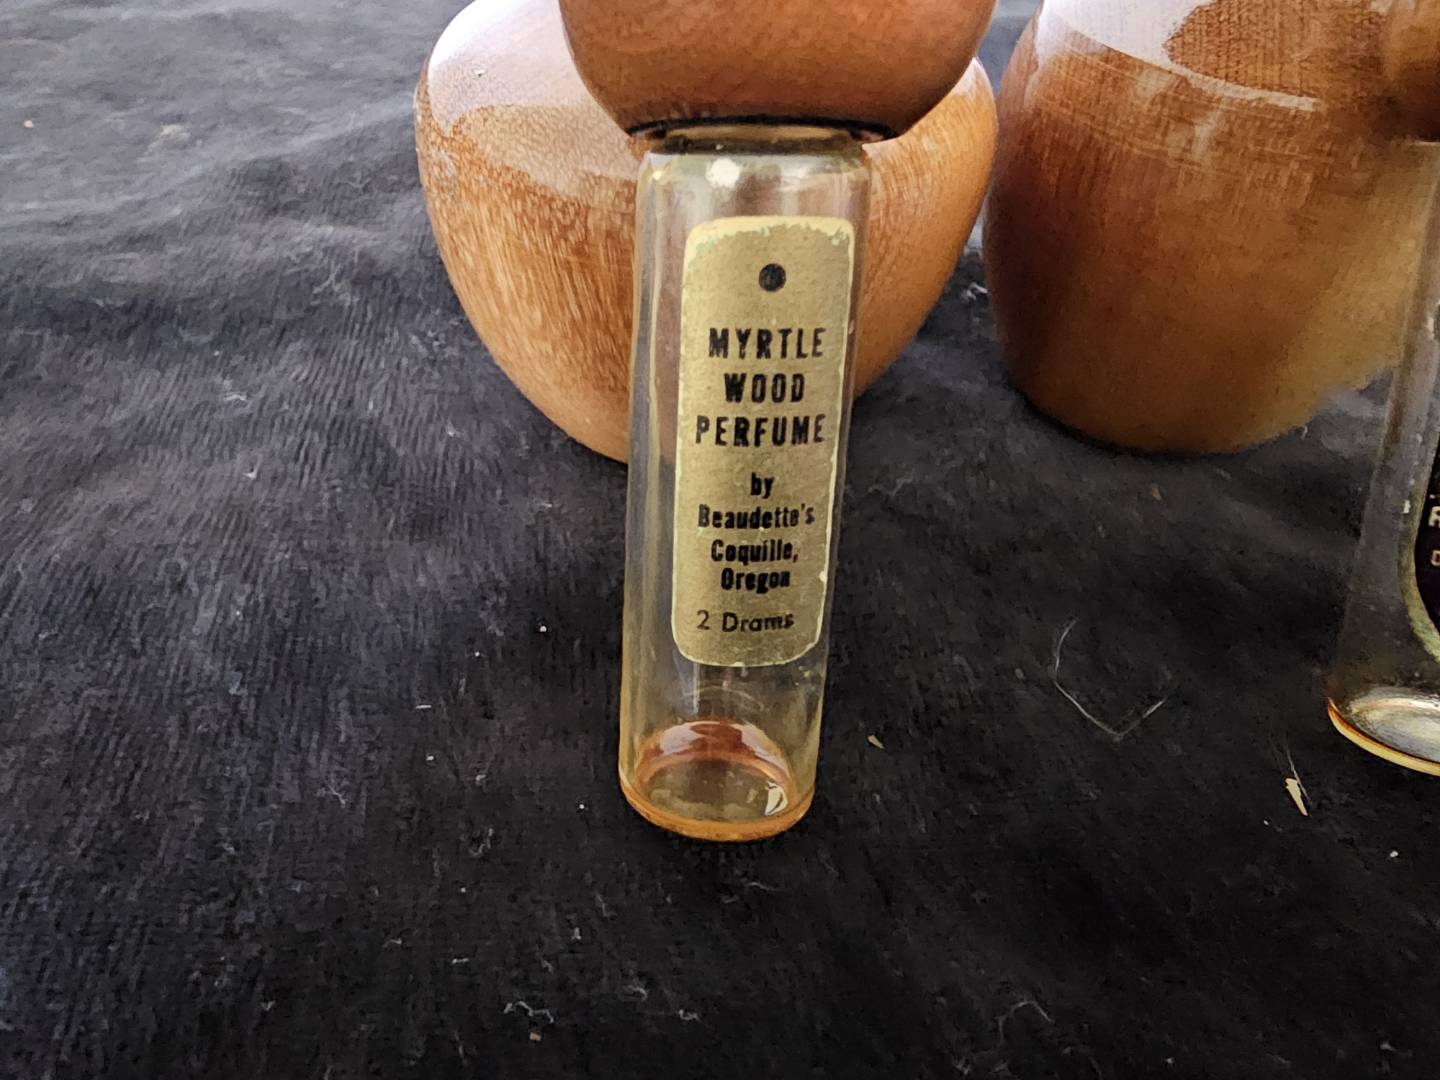 MYRTLE
WOOD
PERFUME
by
Beaudette's
Coquille,
Oregon
2 Drams